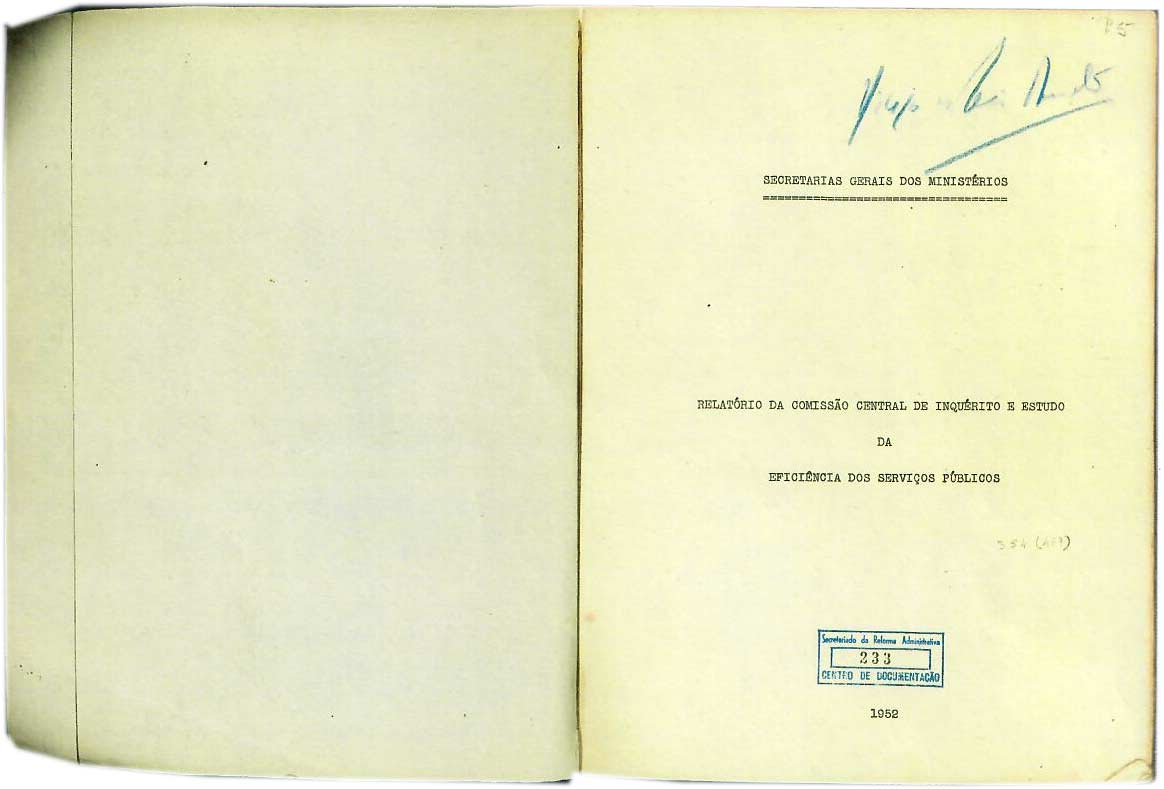 SECRETARIAS GERAIS DOS MINISTÉRIOS
==================================
RELATÓRIO DA COMISSÃO CENTRAL DE INQUÉRITO E ESTUDO
DA
EFICIÊNCIA DOS SERVIÇOS PÚBLICOS
Secretariado da Reforma Administrativa
233
CENTRO DE DOCUMENTAÇÃO
1952